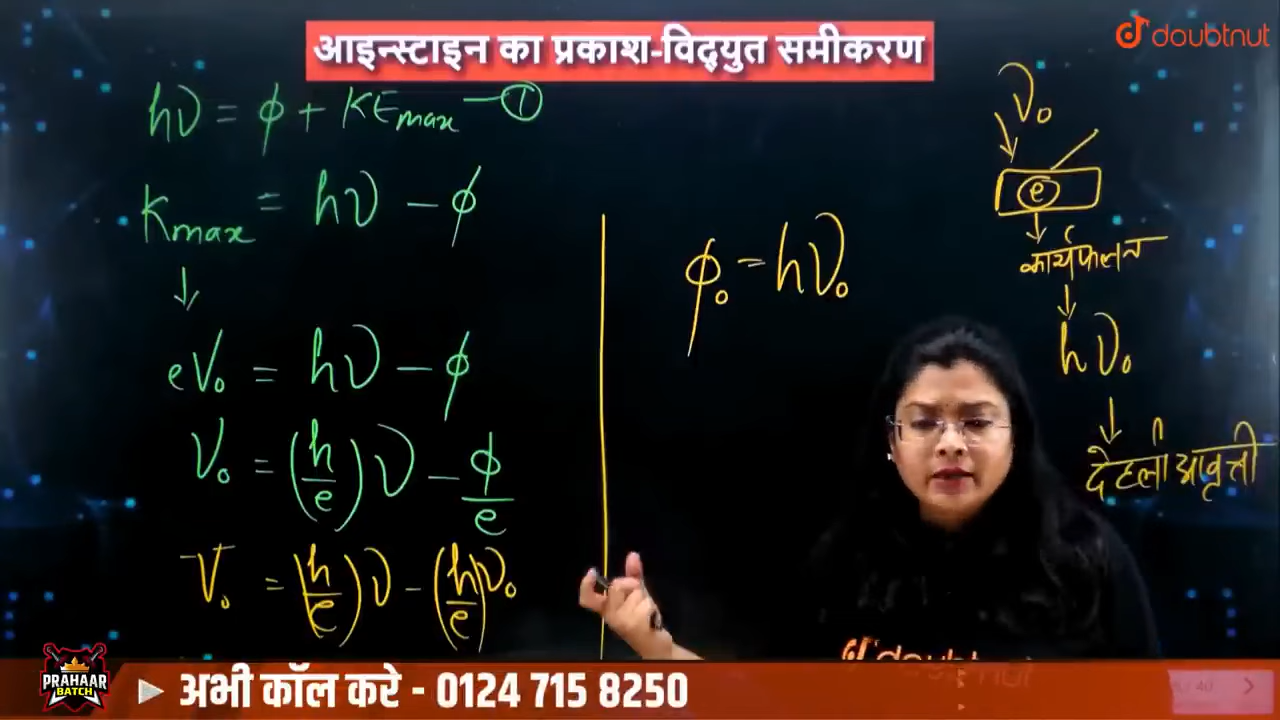 आइन्स्टाइन का प्रकाश-विद्युत समीकरण
doubtnut
hν = ϕ + KEmax — ①
Kmax = hν − ϕ
↓
eV₀ = hν − ϕ
V₀ = (h/e) ν − ϕ/e
V₀ = (h/e) ν − (h/e) ν₀
ϕ₀ = hν₀
ν₀
e
↓
कार्यफलन
↓
hν₀
↓
देहली आवृत्ती
doubtnut
PRAHAAR
BATCH
अभी कॉल करे - 0124 715 8250